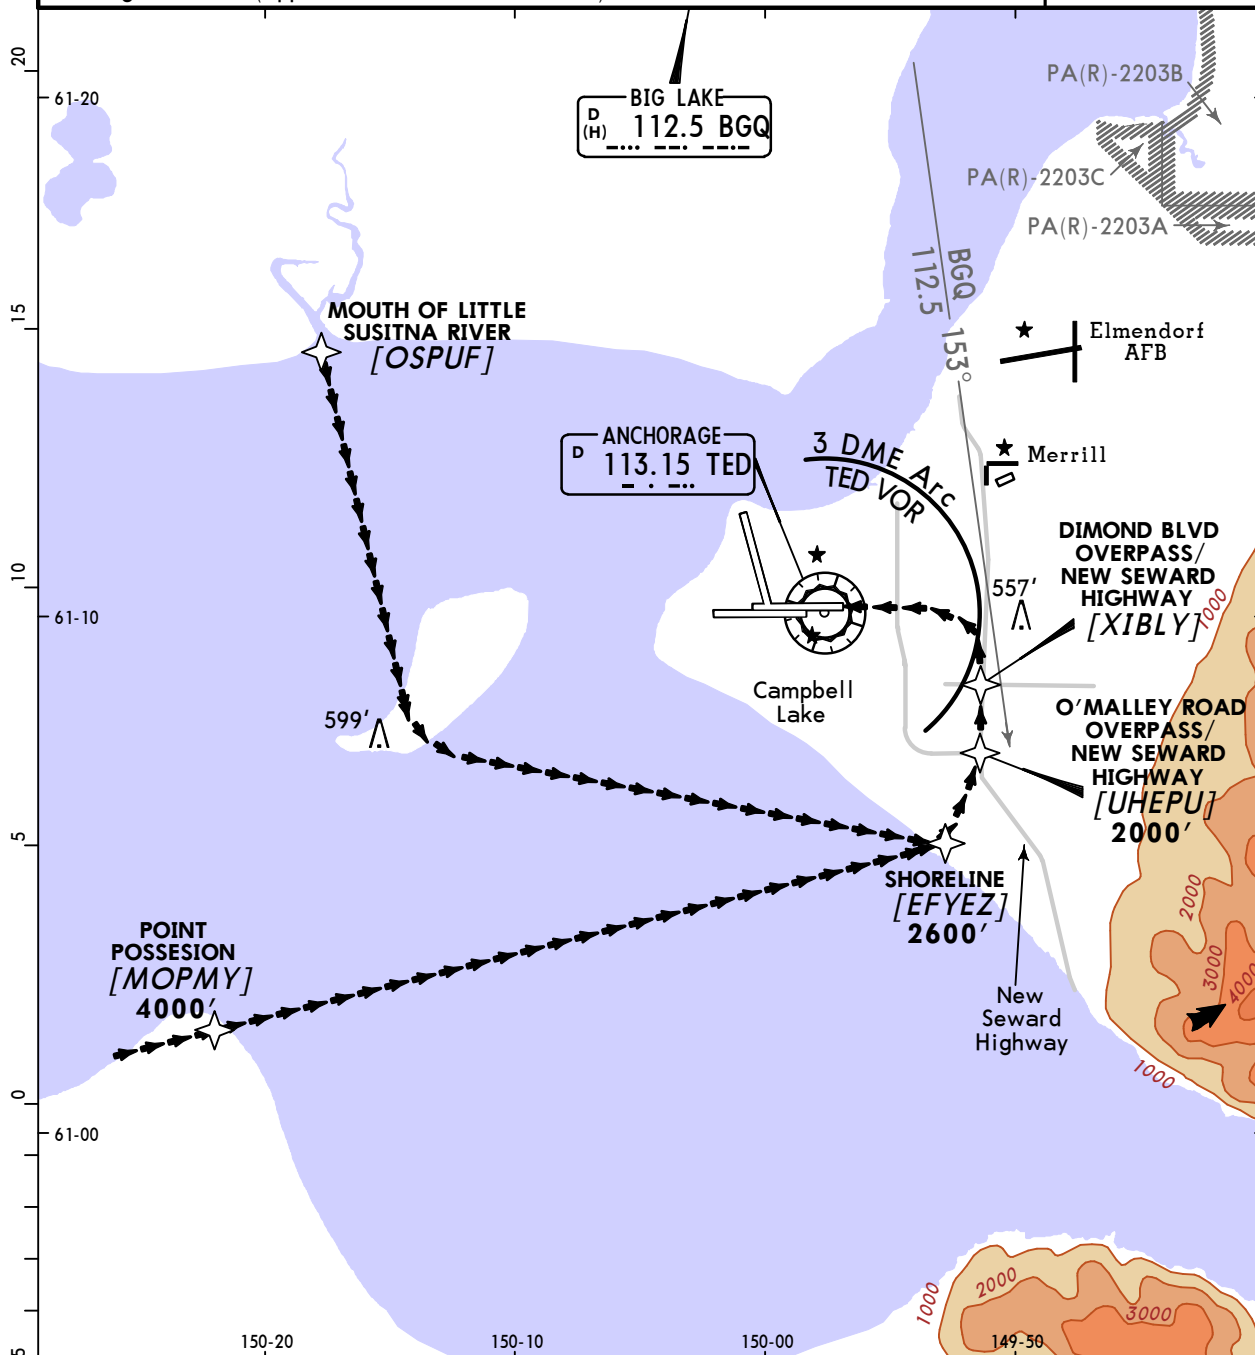 20
61-20
BIG LAKE
D
(H) 112.5 BGQ
PA(R)-2203B
PA(R)-2203C
PA(R)-2203A
BGQ
112.5
153°
15
MOUTH OF LITTLE
SUSITNA RIVER
[OSPUF]
Elmendorf
AFB
ANCHORAGE
D 113.15 TED
3 DME Arc
TED VOR
Merrill
DIMOND BLVD
OVERPASS/
NEW SEWARD
HIGHWAY
[XIBLY]
557'
1000
10
61-10
Campbell
Lake
599'
O'MALLEY ROAD
OVERPASS/
NEW SEWARD
HIGHWAY
[UHEPU]
2000'
5
SHORELINE
[EFYEZ]
2600'
2000
3000
4000
POINT
POSSESION
[MOPMY]
4000'
New
Seward
Highway
1000
0
61-00
1000
2000
3000
5
150-20
150-10
150-00
149-50